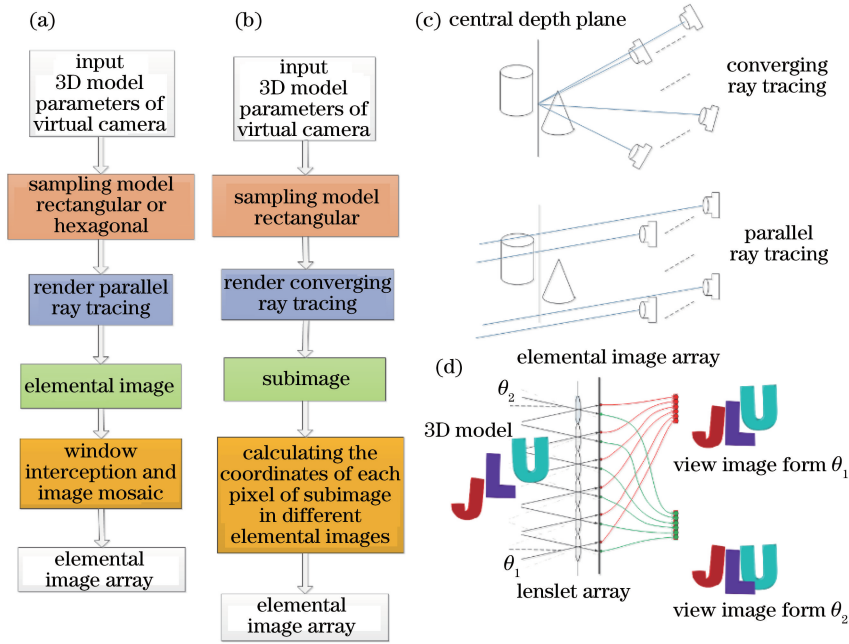 (a)
input
3D model
parameters of
virtual camera
sampling model
rectangular or
hexagonal
render parallel
ray tracing
elemental image
window
interception and
image mosaic
elemental
image array
(b)
input
3D model
parameters of
virtual camera
sampling model
rectangular
render converging
ray tracing
subimage
calculating the
coordinates of each
pixel of subimage
in different
elemental images
elemental
image array
(c)
central depth plane
converging
ray tracing
parallel
ray tracing
(d)
elemental image array
θ2
3D model
JLU
θ1
lenslet array
JLU
view image form θ1
JLU
view image form θ2